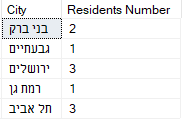 City Residents Number
בני ברק 2
גבעתיים 1
ירושלים 3
רמת גן 1
תל אביב 3